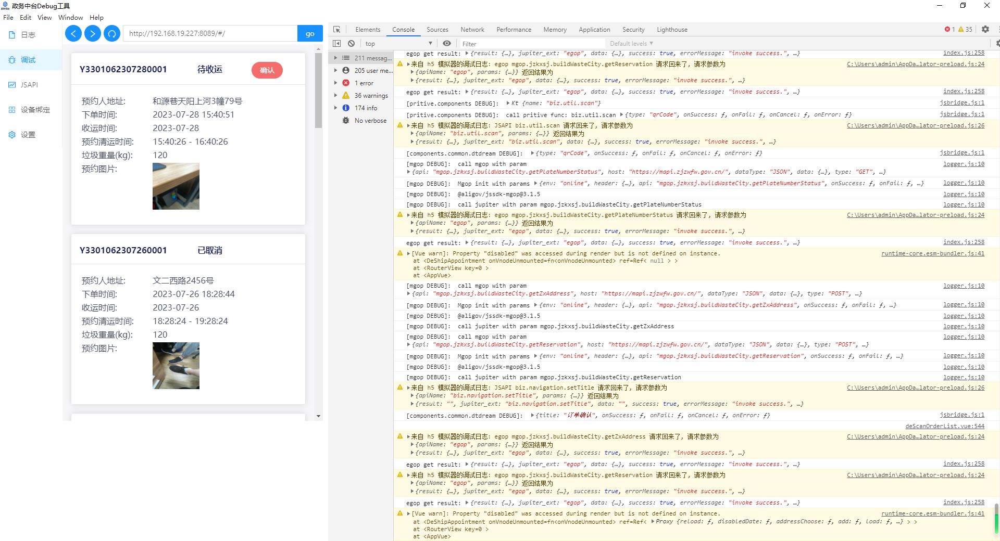 政务中台Debug工具
File Edit View Window Help
日志
调试
JSAPI
设备绑定
设置
http://192.168.19.227:8089/#/
go
Y3301062307280001 待收运 确认
预约人地址: 和源巷天阳上河3幢79号
下单时间: 2023-07-28 15:40:51
收运时间: 2023-07-28
预约清运时间: 15:40:26 - 16:40:26
垃圾重量(kg): 120
预约图片:
Y3301062307260001 已取消
预约人地址: 文二西路2456号
下单时间: 2023-07-26 18:28:44
收运时间: 2023-07-26
预约清运时间: 18:28:24 - 19:28:24
垃圾重量(kg): 120
预约图片:
Elements Console Sources Network Performance Memory Application Security Lighthouse 1 35
top Filter Default levels
211 messag...
205 user me...
1 error
36 warnings
174 info
No verbose
egop get result: {result: {…}, jupiter_ext: "egop", data: {…}, success: true, errorMessage: "invoke success.", …} index.js:258
来自 h5 模拟器的调试日志: egop mgop.jzkxsj.buildWasteCity.getReservation 请求回来了, 请求参数为 C:\Users\admin\AppDa…lator-preload.js:24
{apiName: "egop", params: {…}} 返回结果为
{result: {…}, jupiter_ext: "egop", data: {…}, success: true, errorMessage: "invoke success.", …}
egop get result: {result: {…}, jupiter_ext: "egop", data: {…}, success: true, errorMessage: "invoke success.", …} index.js:258
[pritive.components DEBUG]: Kt {name: "biz.util.scan"} jsbridge.js:1
[pritive.components DEBUG]: call pritive func: biz.util.scan {type: "qrCode", onSuccess: ƒ, onFail: ƒ, onCancel: ƒ, onError: ƒ} jsbridge.js:1
来自 h5 模拟器的调试日志: JSAPI biz.util.scan 请求回来了, 请求参数为 C:\Users\admin\AppDa…lator-preload.js:26
{apiName: "biz.util.scan", params: {…}} 返回结果为
{result: {…}, jupiter_ext: "biz.util.scan", data: {…}, success: true, errorMessage: "invoke success.", …}
[components.common.dtdream DEBUG]: {type: "qrCode", onSuccess: ƒ, onFail: ƒ, onCancel: ƒ, onError: ƒ} jsbridge.js:1
[mgop DEBUG]: call mgop with param logger.js:10
{api: "mgop.jzkxsj.buildWasteCity.getPlateNumberStatus", host: "https://mapi.zjzwfw.gov.cn/", dataType: "JSON", data: {…}, type: "GET", …}
[mgop DEBUG]: Mgop init with params {env: "online", header: {…}, api: "mgop.jzkxsj.buildWasteCity.getPlateNumberStatus", onSuccess: ƒ, onFail: ƒ, …} logger.js:10
[mgop DEBUG]: @aligov/jssdk-mgop@3.1.5 logger.js:10
[mgop DEBUG]: call jupiter with param mgop.jzkxsj.buildWasteCity.getPlateNumberStatus logger.js:10
来自 h5 模拟器的调试日志: egop mgop.jzkxsj.buildWasteCity.getPlateNumberStatus 请求回来了, 请求参数为 C:\Users\admin\AppDa…lator-preload.js:24
{apiName: "egop", params: {…}} 返回结果为
{result: {…}, jupiter_ext: "egop", data: {…}, success: true, errorMessage: "invoke success.", …}
egop get result: {result: {…}, jupiter_ext: "egop", data: {…}, success: true, errorMessage: "invoke success.", …} index.js:258
[Vue warn]: Property "disabled" was accessed during render but is not defined on instance. runtime-core.esm-bundler.js:41
at <DeShipAppointment onVnodeUnmounted=fn<onVnodeUnmounted> ref=Ref< null > >
at <RouterView key=0 >
at <AppVue>
[mgop DEBUG]: call mgop with param logger.js:10
{api: "mgop.jzkxsj.buildWasteCity.getZxAddress", host: "https://mapi.zjzwfw.gov.cn/", dataType: "JSON", data: {…}, type: "POST", …}
[mgop DEBUG]: Mgop init with params {env: "online", header: {…}, api: "mgop.jzkxsj.buildWasteCity.getZxAddress", onSuccess: ƒ, onFail: ƒ, …} logger.js:10
[mgop DEBUG]: @aligov/jssdk-mgop@3.1.5 logger.js:10
[mgop DEBUG]: call jupiter with param mgop.jzkxsj.buildWasteCity.getZxAddress logger.js:10
[mgop DEBUG]: call mgop with param logger.js:10
{api: "mgop.jzkxsj.buildWasteCity.getReservation", host: "https://mapi.zjzwfw.gov.cn/", dataType: "JSON", data: {…}, type: "POST", …}
[mgop DEBUG]: Mgop init with params {env: "online", header: {…}, api: "mgop.jzkxsj.buildWasteCity.getReservation", onSuccess: ƒ, onFail: ƒ, …} logger.js:10
[mgop DEBUG]: @aligov/jssdk-mgop@3.1.5 logger.js:10
[mgop DEBUG]: call jupiter with param mgop.jzkxsj.buildWasteCity.getReservation logger.js:10
来自 h5 模拟器的调试日志: JSAPI biz.navigation.setTitle 请求回来了, 请求参数为 C:\Users\admin\AppDa…lator-preload.js:26
{apiName: "biz.navigation.setTitle", params: {…}} 返回结果为
{result: "", jupiter_ext: "biz.navigation.setTitle", data: "", success: true, errorMessage: "invoke success.", …}
[components.common.dtdream DEBUG]: {title: "订单确认", onSuccess: ƒ, onFail: ƒ, onCancel: ƒ, onError: ƒ} jsbridge.js:1
deScanOrderList.vue:544
来自 h5 模拟器的调试日志: egop mgop.jzkxsj.buildWasteCity.getZxAddress 请求回来了, 请求参数为 C:\Users\admin\AppDa…lator-preload.js:24
{apiName: "egop", params: {…}} 返回结果为
{result: {…}, jupiter_ext: "egop", data: {…}, success: true, errorMessage: "invoke success.", …}
egop get result: {result: {…}, jupiter_ext: "egop", data: {…}, success: true, errorMessage: "invoke success.", …} index.js:258
来自 h5 模拟器的调试日志: egop mgop.jzkxsj.buildWasteCity.getReservation 请求回来了, 请求参数为 C:\Users\admin\AppDa…lator-preload.js:24
{apiName: "egop", params: {…}} 返回结果为
{result: {…}, jupiter_ext: "egop", data: {…}, success: true, errorMessage: "invoke success.", …}
egop get result: {result: {…}, jupiter_ext: "egop", data: {…}, success: true, errorMessage: "invoke success.", …} index.js:258
[Vue warn]: Property "disabled" was accessed during render but is not defined on instance. runtime-core.esm-bundler.js:41
at <DeShipAppointment onVnodeUnmounted=fn<onVnodeUnmounted> ref=Ref< Proxy {reload: ƒ, disabledDate: ƒ, addressChoose: ƒ, add: ƒ, load: ƒ, …} > >
at <RouterView key=0 >
at <AppVue>